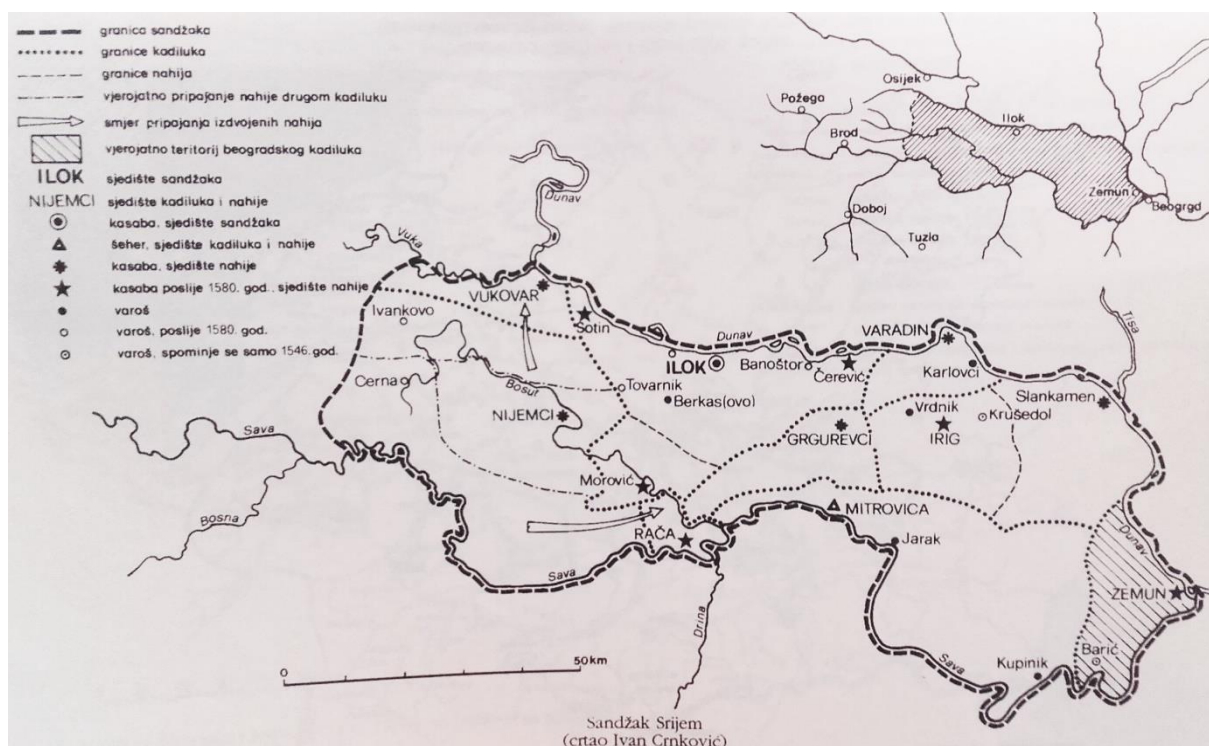 granica sandžaka
granice kadiluka
granice nahija
vjerojatno pripajanje nahije drugom kadiluku
smjer pripajanja izdvojenih nahija
vjerojatno teritorij beogradskog kadiluka
ILOK sjedište sandžaka
NIJEMCI sjedište kadiluka i nahije
kasaba, sjedište sandžaka
šeher, sjedište kadiluka i nahije
kasaba, sjedište nahije
kasaba poslije 1580. god., sjedište nahije
varoš
varoš, poslije 1580. god.
varoš, spominje se samo 1546. god.
Osijek
Požega
Ilok
Brod
Zemun
Beogrgd
Doboj
Tuzla
Dunav
Vuka
VUKOVAR
Ivankovo
Sotin
Dunav
VARADIN
Tisa
ILOK
Banoštor
Čerević
Karlovci
Cerna
Bosut
Tovarnik
Berkas(ovo)
Slankamen
Vrdnik
Krušedol
NIJEMCI
GRGUREVCI
IRIG
Sava
Morović
MITROVICA
Bosna
RAČA
Jarak
Dunav
Sava
ZEMUN
Drina
Barić
Sava
Kupinik
0
50 km
Sandžak Srijem
(crtao Ivan Crnković)